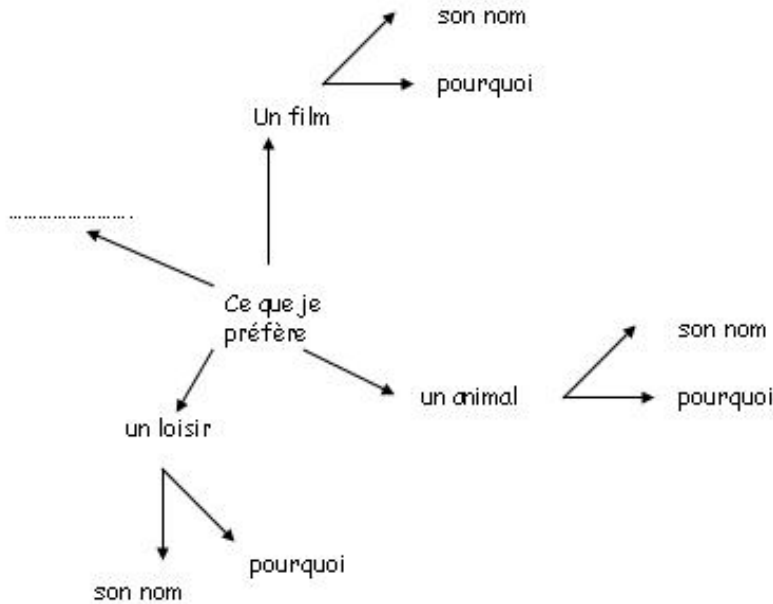 son nom
pourquoi
Un film
…………………….
Ce que je
préfère
son nom
un animal
pourquoi
un loisir
pourquoi
son nom